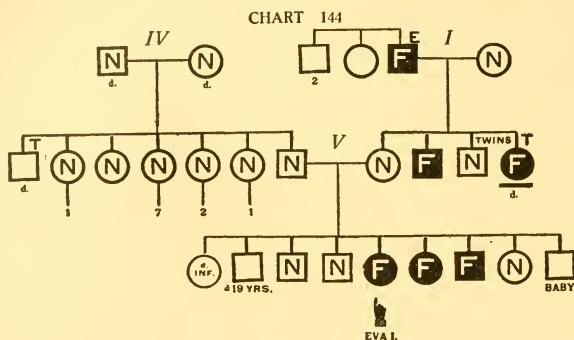 CHART 144
IV E I
N N F N
d. d. 2
T V TWINS T
N N N N N N N F N F
d. d.
1 7 2 1
d. INF. N N F F F N
d 19 YRS. BABY
EVA I.